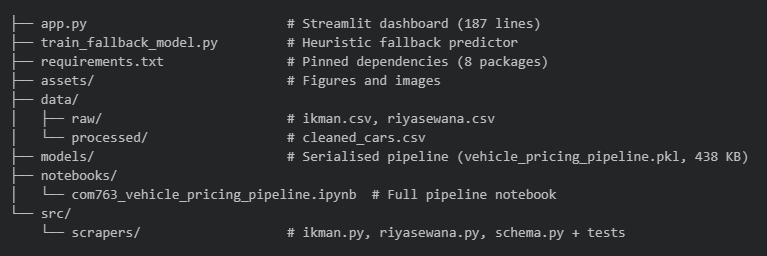 ├── app.py                          # Streamlit dashboard (187 lines)
├── train_fallback_model.py         # Heuristic fallback predictor
├── requirements.txt                # Pinned dependencies (8 packages)
├── assets/                         # Figures and images
├── data/
│   ├── raw/                        # ikman.csv, riyasewana.csv
│   └── processed/                  # cleaned_cars.csv
├── models/                         # Serialised pipeline (vehicle_pricing_pipeline.pkl, 438 KB)
├── notebooks/
│   └── com763_vehicle_pricing_pipeline.ipynb  # Full pipeline notebook
└── src/
    └── scrapers/                   # ikman.py, riyasewana.py, schema.py + tests